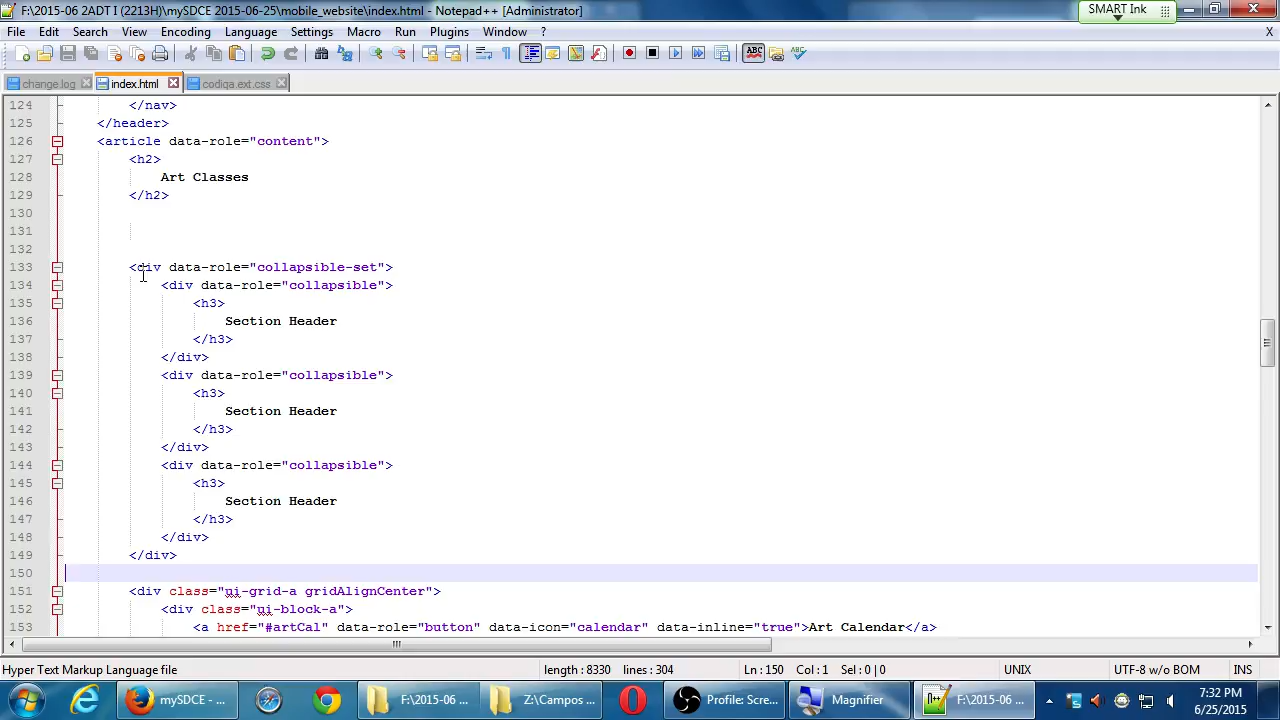 F:\2015-06 2ADT I (2213H)\mySDCE 2015-06-25\mobile_website\index.html - Notepad++ [Administrator]
SMART Ink
File Edit Search View Encoding Language Settings Macro Run Plugins Window ? X
change.log index.html codiqa.ext.css
124 </nav>
125 </header>
126 <article data-role="content">
127 <h2>
128 Art Classes
129 </h2>
130
131
132
133 <div data-role="collapsible-set">
134 <div data-role="collapsible">
135 <h3>
136 Section Header
137 </h3>
138 </div>
139 <div data-role="collapsible">
140 <h3>
141 Section Header
142 </h3>
143 </div>
144 <div data-role="collapsible">
145 <h3>
146 Section Header
147 </h3>
148 </div>
149 </div>
150
151 <div class="ui-grid-a gridAlignCenter">
152 <div class="ui-block-a">
153 <a href="#artCal" data-role="button" data-icon="calendar" data-inline="true">Art Calendar</a>
Hyper Text Markup Language file length : 8330 lines : 304 Ln : 150 Col : 1 Sel : 0 | 0 UNIX UTF-8 w/o BOM INS
mySDCE - ... F:\2015-06 ... Z:\Campos ... Profile: Scre... Magnifier F:\2015-06 ... 7:32 PM
6/25/2015